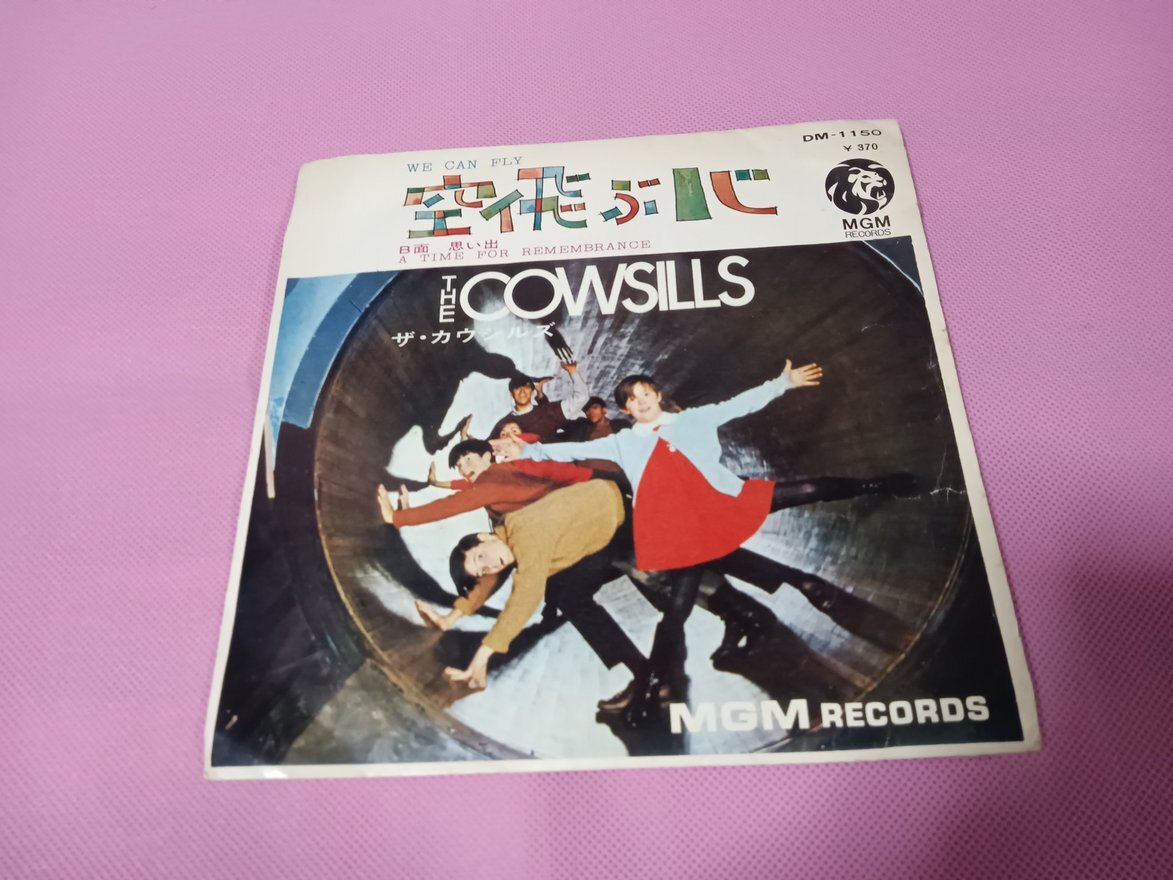 DM-1150
¥ 370
WE CAN FLY
空飛ぶ心
MGM
RECORDS
B面 思い出
A TIME FOR REMEMBRANCE
THE COWSILLS
ザ・カウシルズ
MGM RECORDS